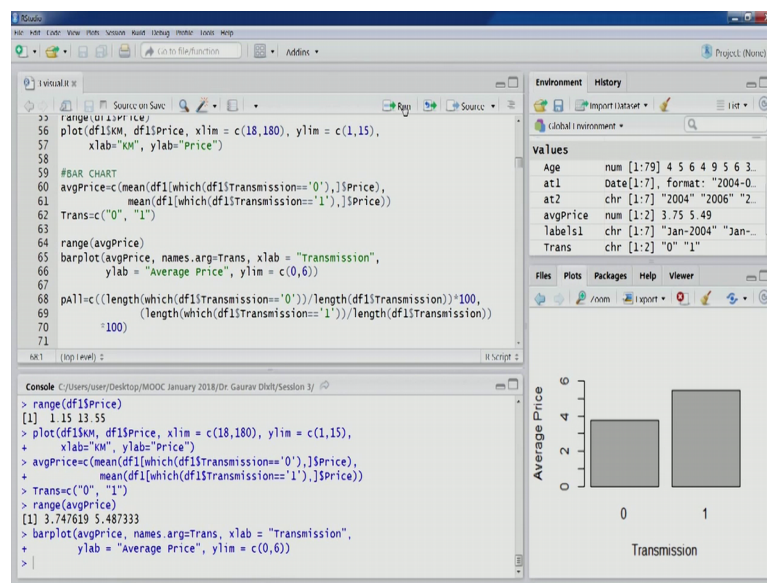 RStudio
File Edit Code View Plots Session Build Debug Profile Tools Help
Go to file/function
Addins
Project: (None)
1visual.R ×
Source on Save
Run
Source
55 range(df1$Price)
56 plot(df1$KM, df1$Price, xlim = c(18,180), ylim = c(1,15),
57 xlab="KM", ylab="Price")
58
59 #BAR CHART
60 avgPrice=c(mean(df1[which(df1$Transmission=='0'),]$Price),
61 mean(df1[which(df1$Transmission=='1'),]$Price))
62 Trans=c("0", "1")
63
64 range(avgPrice)
65 barplot(avgPrice, names.arg=Trans, xlab = "Transmission",
66 ylab = "Average Price", ylim = c(0,6))
67
68 pAll=c((length(which(df1$Transmission=='0'))/length(df1$Transmission))*100,
69 (length(which(df1$Transmission=='1'))/length(df1$Transmission))
70 *100)
71
68:1 (Top Level)
R Script
Console C:/Users/user/Desktop/MOOC January 2018/Dr. Gaurav Dixit/Session 3/
> range(df1$Price)
[1] 1.15 13.55
> plot(df1$KM, df1$Price, xlim = c(18,180), ylim = c(1,15),
+ xlab="KM", ylab="Price")
> avgPrice=c(mean(df1[which(df1$Transmission=='0'),]$Price),
+ mean(df1[which(df1$Transmission=='1'),]$Price))
> Trans=c("0", "1")
> range(avgPrice)
[1] 3.747619 5.487333
> barplot(avgPrice, names.arg=Trans, xlab = "Transmission",
+ ylab = "Average Price", ylim = c(0,6))
>
Environment History
Import Dataset
List
Global Environment
Values
Age num [1:79] 4 5 6 4 9 5 6 3…
at1 Date[1:7], format: "2004-0…
at2 chr [1:7] "2004" "2006" "2…
avgPrice num [1:2] 3.75 5.49
labels1 chr [1:7] "Jan-2004" "Jan-…
Trans chr [1:2] "0" "1"
Files Plots Packages Help Viewer
Zoom Export
Average Price
6
4
2
0
0 1
Transmission